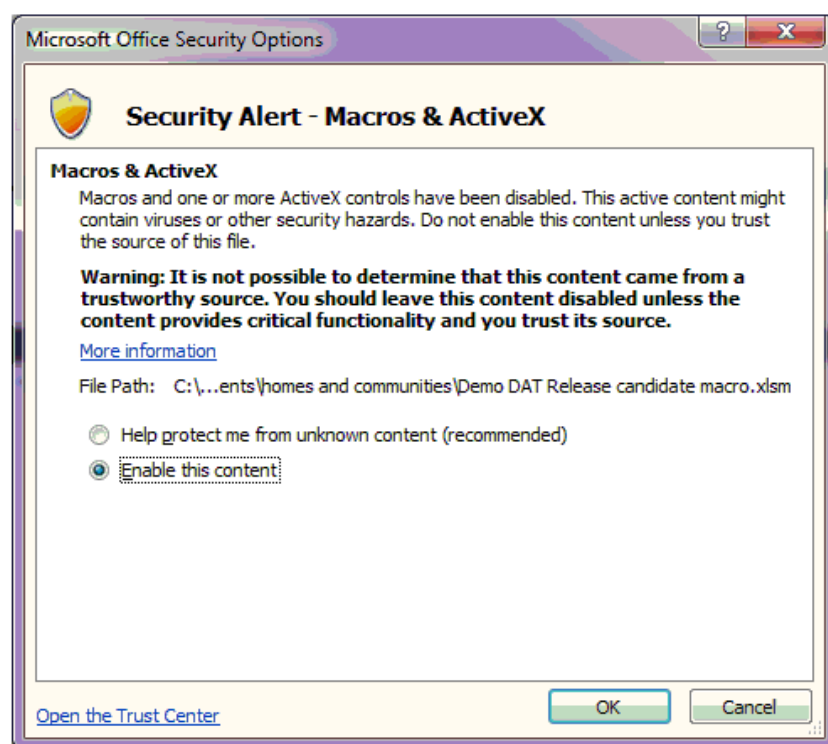 Microsoft Office Security Options
?
Security Alert - Macros & ActiveX
Macros & ActiveX
Macros and one or more ActiveX controls have been disabled. This active content might
contain viruses or other security hazards. Do not enable this content unless you trust
the source of this file.
Warning: It is not possible to determine that this content came from a
trustworthy source. You should leave this content disabled unless the
content provides critical functionality and you trust its source.
More information
File Path: C:\...ents\homes and communities\Demo DAT Release candidate macro.xlsm
Help protect me from unknown content (recommended)
Enable this content
Open the Trust Center
OK
Cancel